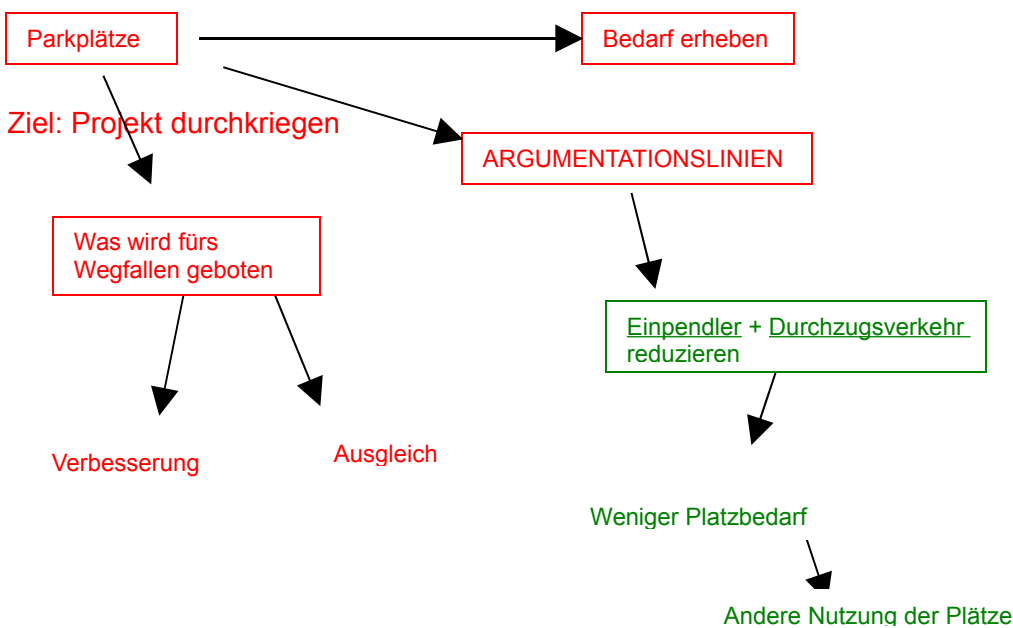 Parkplätze
Bedarf erheben
Ziel: Projekt durchkriegen
ARGUMENTATIONSLINIEN
Was wird fürs
Wegfallen geboten
Einpendler + Durchzugsverkehr
reduzieren
Verbesserung
Ausgleich
Weniger Platzbedarf
Andere Nutzung der Plätze